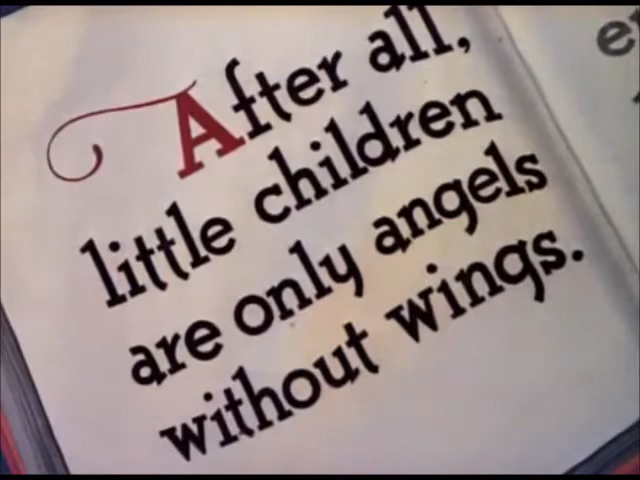 After all,
little children
are only angels
without wings.